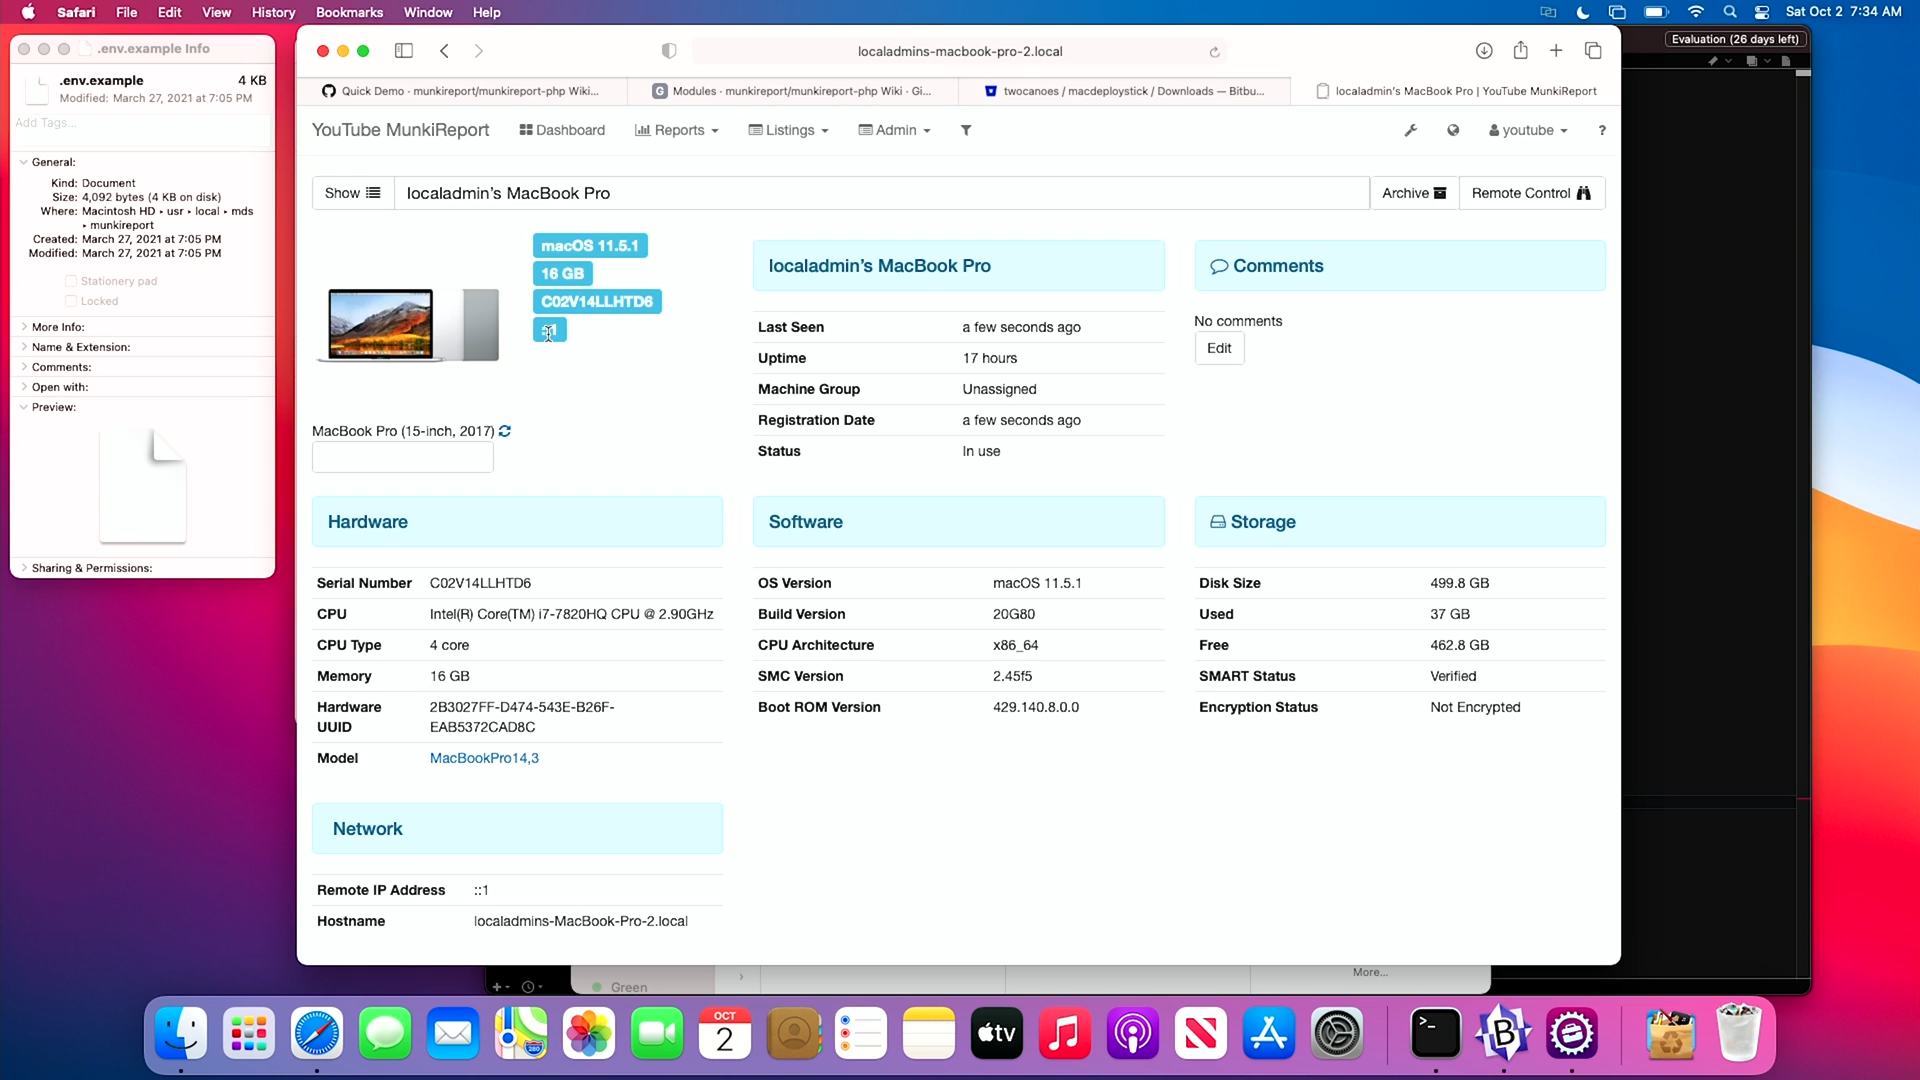 Safari File Edit View History Bookmarks Window Help
Sat Oct 2 7:34 AM
.env.example Info
.env.example 4 KB
Modified: March 27, 2021 at 7:05 PM
Add Tags...
General:
Kind: Document
Size: 4,092 bytes (4 KB on disk)
Where: Macintosh HD ▸ usr ▸ local ▸ mds
▸ munkireport
Created: March 27, 2021 at 7:05 PM
Modified: March 27, 2021 at 7:05 PM
Stationery pad
Locked
More Info:
Name & Extension:
Comments:
Open with:
Preview:
Sharing & Permissions:
localadmins-macbook-pro-2.local
Evaluation (26 days left)
Quick Demo · munkireport/munkireport-php Wiki...
G Modules · munkireport/munkireport-php Wiki · Gi...
twocanoes / macdeploystick / Downloads — Bitbu...
localadmin's MacBook Pro | YouTube MunkiReport
YouTube MunkiReport Dashboard Reports Listings Admin youtube ?
Show localadmin's MacBook Pro Archive Remote Control
macOS 11.5.1
16 GB
C02V14LLHTD6
MacBook Pro (15-inch, 2017)
localadmin's MacBook Pro
Last Seen a few seconds ago
Uptime 17 hours
Machine Group Unassigned
Registration Date a few seconds ago
Status In use
Comments
No comments
Edit
Hardware
Serial Number C02V14LLHTD6
CPU Intel(R) Core(TM) i7-7820HQ CPU @ 2.90GHz
CPU Type 4 core
Memory 16 GB
Hardware UUID 2B3027FF-D474-543E-B26F-
EAB5372CAD8C
Model MacBookPro14,3
Software
OS Version macOS 11.5.1
Build Version 20G80
CPU Architecture x86_64
SMC Version 2.45f5
Boot ROM Version 429.140.8.0.0
Storage
Disk Size 499.8 GB
Used 37 GB
Free 462.8 GB
SMART Status Verified
Encryption Status Not Encrypted
Network
Remote IP Address ::1
Hostname localadmins-MacBook-Pro-2.local
Green
More...
280
OCT
2
tv
>_
B